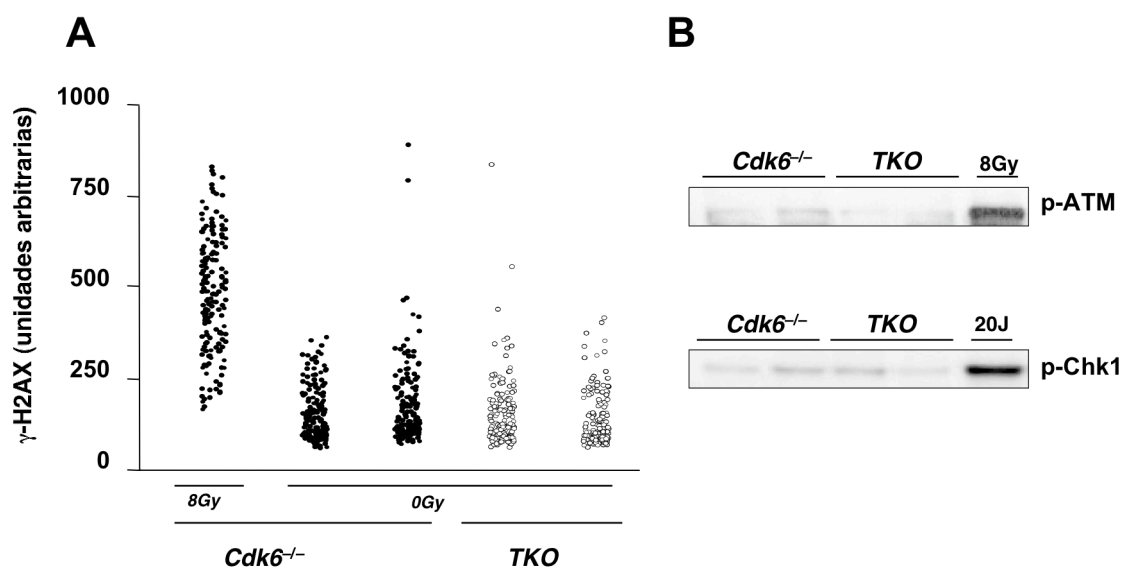 A
B
γ-H2AX (unidades arbitrarias)
1000
750
500
250
0
8Gy
0Gy
Cdk6–/–
TKO
Cdk6–/–
TKO
8Gy
p-ATM
Cdk6–/–
TKO
20J
p-Chk1